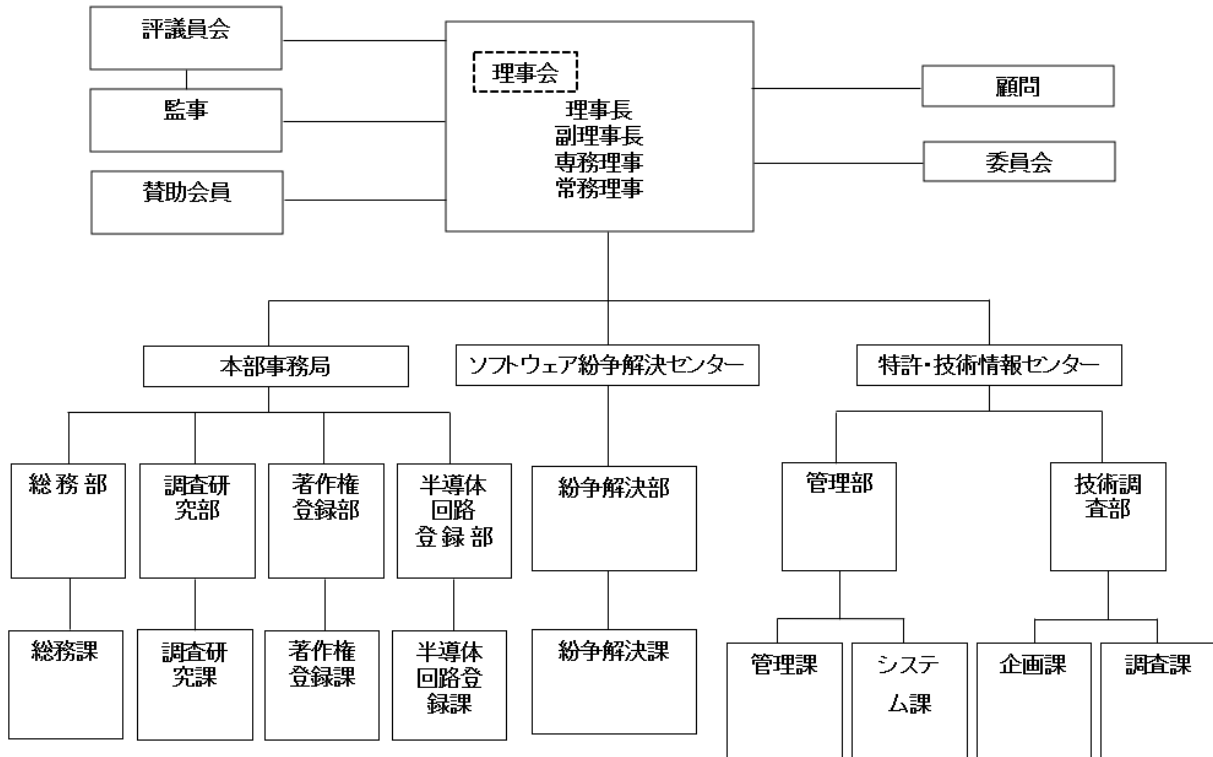 評議員会
監事
賛助会員
理事会
理事長
副理事長
専務理事
常務理事
顧問
委員会
本部事務局
ソフトウェア紛争解決センター
特許・技術情報センター
総務部
調査研
究部
著作権
登録部
半導体
回路
登録部
紛争解決部
管理部
技術調
査部
総務課
調査研
究課
著作権
登録課
半導体
回路登
録課
紛争解決課
管理課
システ
ム課
企画課
調査課